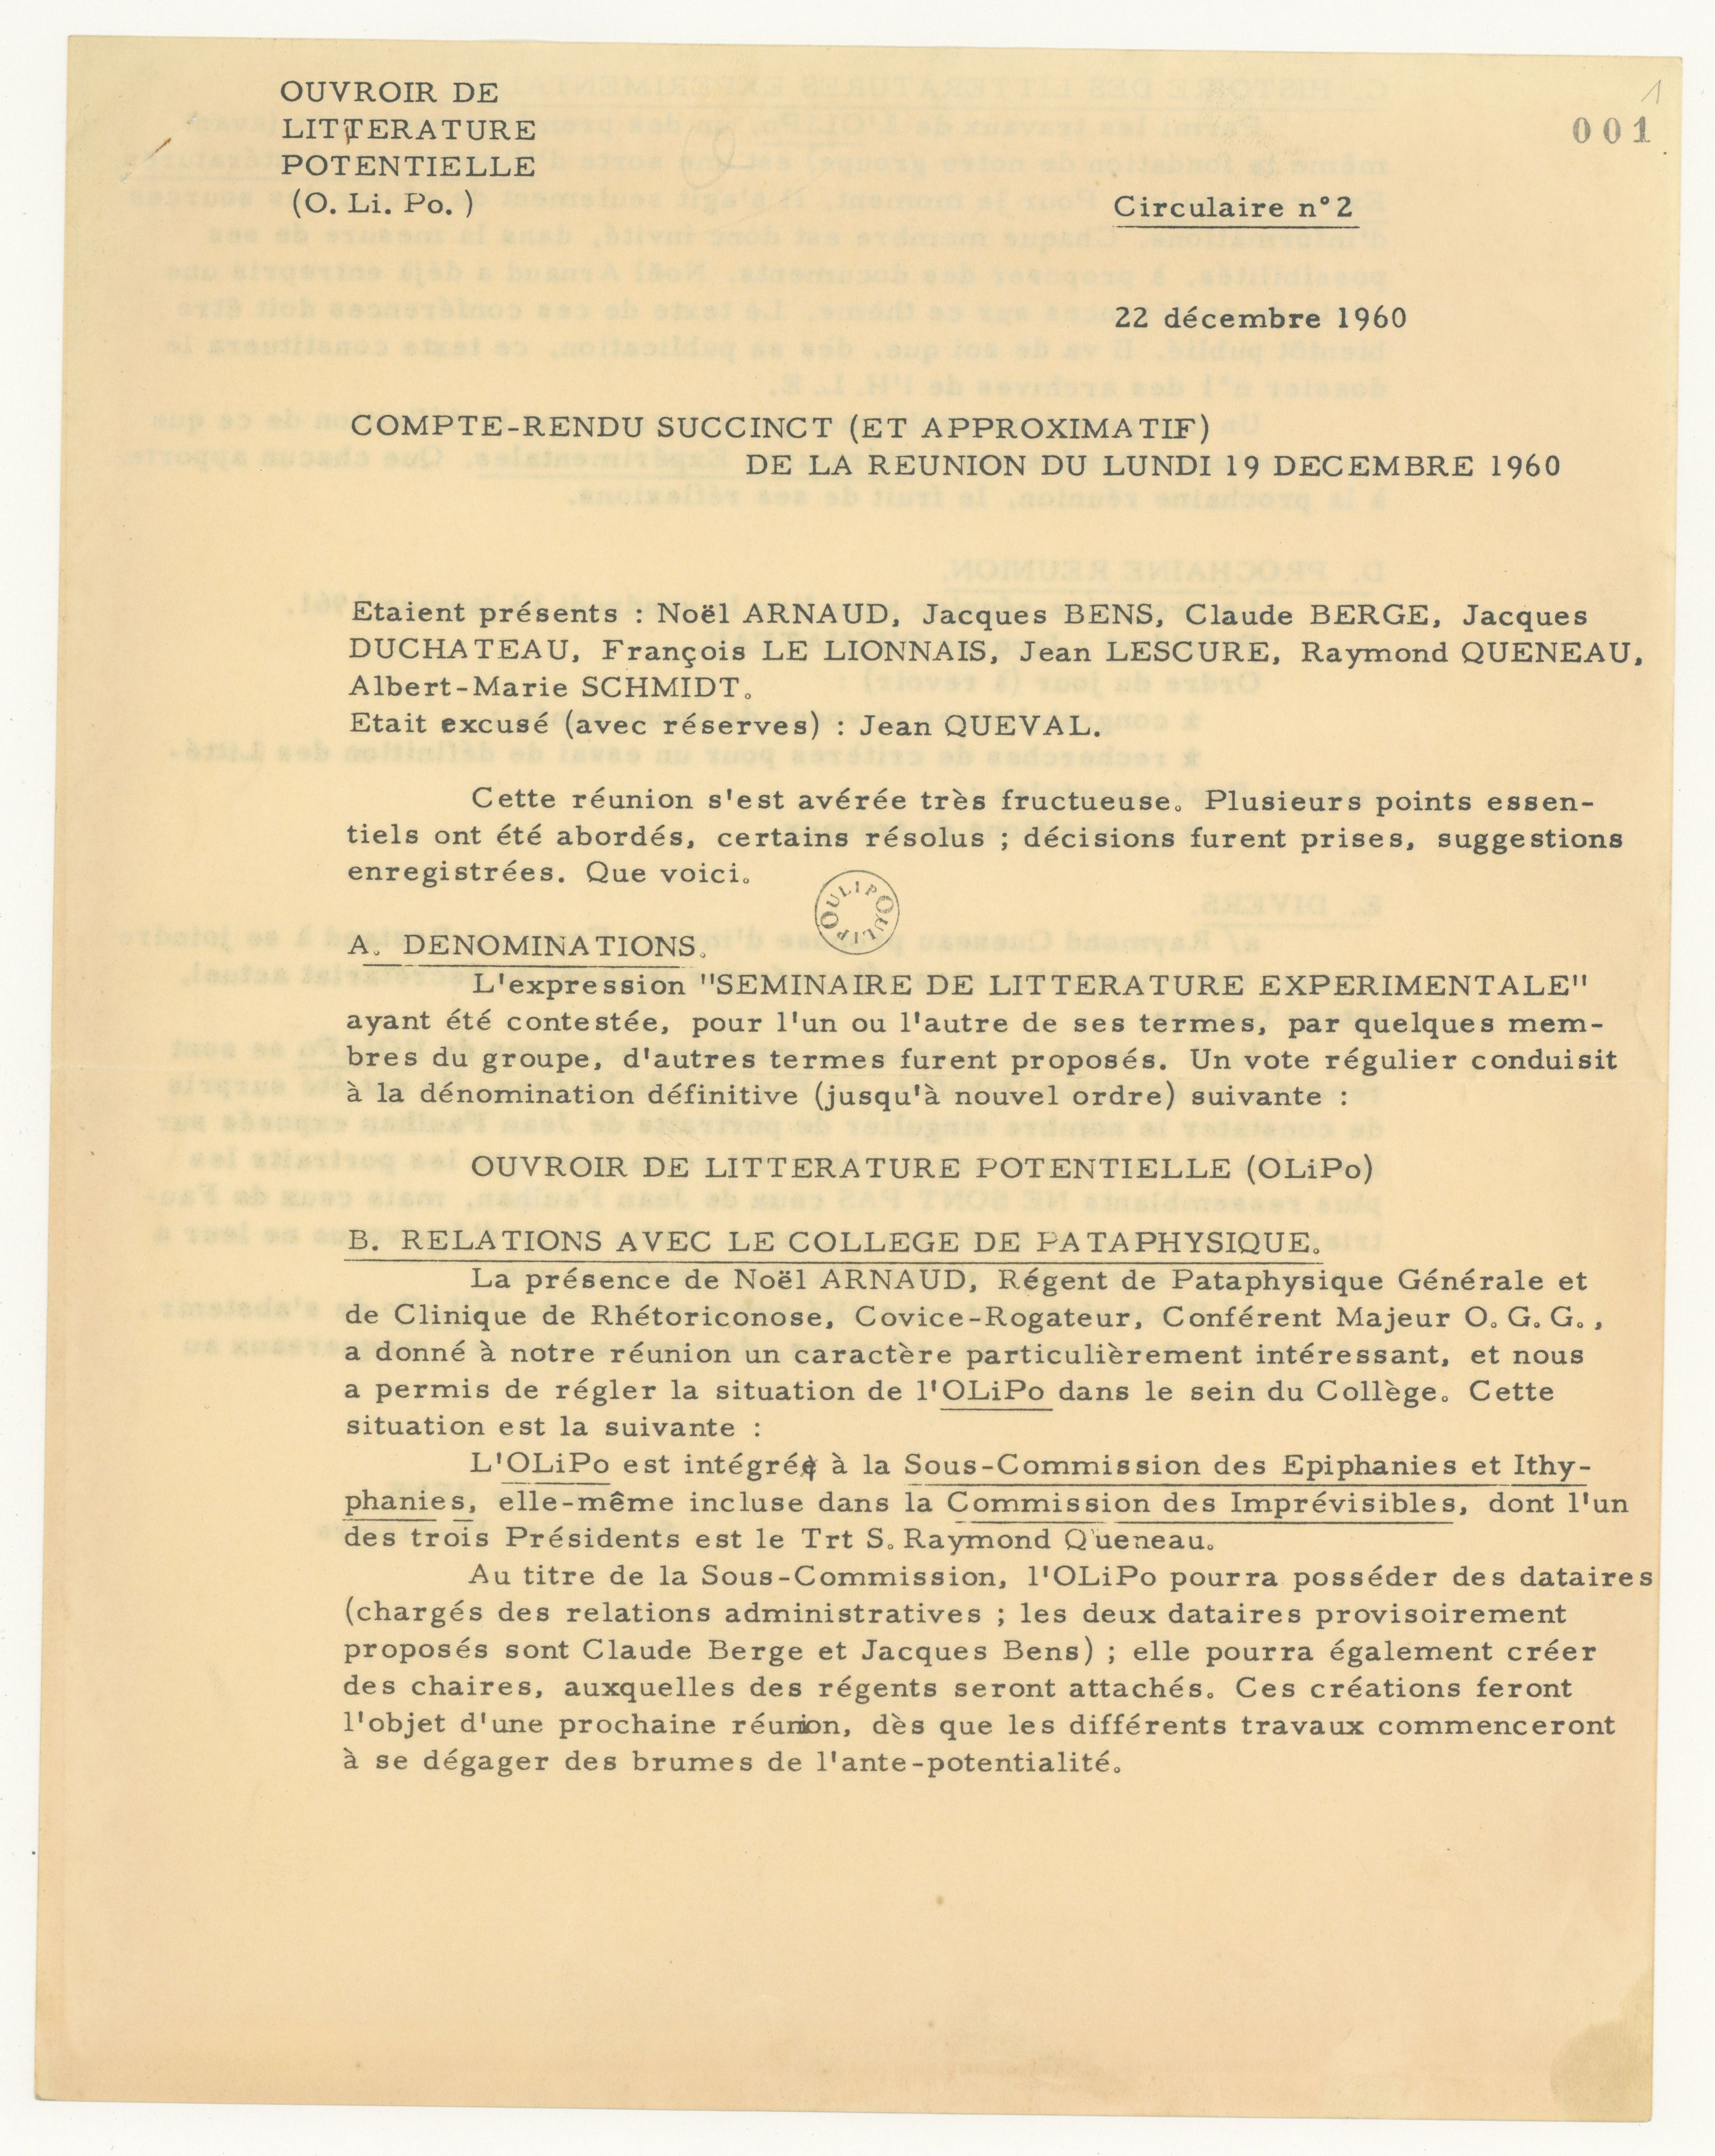 OUVROIR DE
LITTERATURE
POTENTIELLE
(O. Li. Po. )
1
001
Circulaire n°2
22 décembre 1960
COMPTE-RENDU SUCCINCT (ET APPROXIMATIF)
DE LA REUNION DU LUNDI 19 DECEMBRE 1960
Etaient présents : Noël ARNAUD, Jacques BENS, Claude BERGE, Jacques
DUCHATEAU, François LE LIONNAIS, Jean LESCURE, Raymond QUENEAU,
Albert-Marie SCHMIDT.
Etait excusé (avec réserves) : Jean QUEVAL.
Cette réunion s'est avérée très fructueuse. Plusieurs points essen-
tiels ont été abordés, certains résolus ; décisions furent prises, suggestions
enregistrées. Que voici.
OULIPOULIPO
A. DENOMINATIONS.
L'expression "SEMINAIRE DE LITTERATURE EXPERIMENTALE"
ayant été contestée, pour l'un ou l'autre de ses termes, par quelques mem-
bres du groupe, d'autres termes furent proposés. Un vote régulier conduisit
à la dénomination définitive (jusqu'à nouvel ordre) suivante :
OUVROIR DE LITTERATURE POTENTIELLE (OLiPo)
B. RELATIONS AVEC LE COLLEGE DE PATAPHYSIQUE.
La présence de Noël ARNAUD, Régent de Pataphysique Générale et
de Clinique de Rhétoriconose, Covice-Rogateur, Conférent Majeur O. G. G. ,
a donné à notre réunion un caractère particulièrement intéressant, et nous
a permis de régler la situation de l'OLiPo dans le sein du Collège. Cette
situation est la suivante :
L'OLiPo est intégré à la Sous-Commission des Epiphanies et Ithy-
phanies, elle-même incluse dans la Commission des Imprévisibles, dont l'un
des trois Présidents est le Trt S. Raymond Queneau.
Au titre de la Sous-Commission, l'OLiPo pourra posséder des dataires
(chargés des relations administratives ; les deux dataires provisoirement
proposés sont Claude Berge et Jacques Bens) ; elle pourra également créer
des chaires, auxquelles des régents seront attachés. Ces créations feront
l'objet d'une prochaine réunion, dès que les différents travaux commenceront
à se dégager des brumes de l'ante-potentialité.